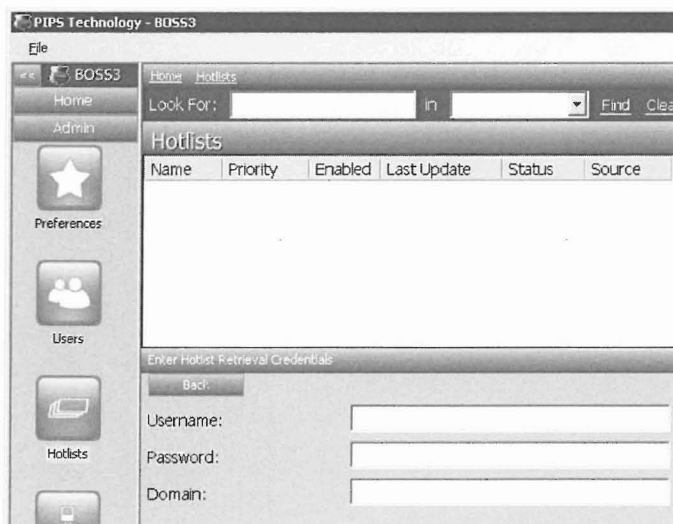 PIPS Technology - BOSS3
File
<< BOSS3
Home
Admin
Preferences
Users
Hotlists
Home Hotlists
Look For: in Find Clea
Hotlists
Name Priority Enabled Last Update Status Source
Enter Hotlist Retrieval Credentials
Back
Username:
Password:
Domain: